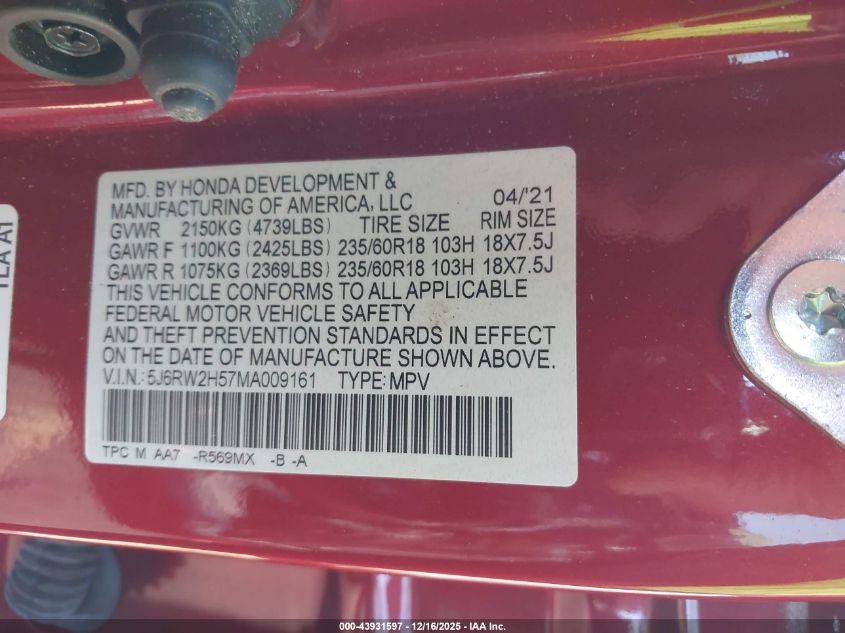 MFD. BY HONDA DEVELOPMENT &
MANUFACTURING OF AMERICA, LLC 04/'21
GVWR 2150KG (4739LBS) TIRE SIZE RIM SIZE
GAWR F 1100KG (2425LBS) 235/60R18 103H 18X7.5J
GAWR R 1075KG (2369LBS) 235/60R18 103H 18X7.5J
THIS VEHICLE CONFORMS TO ALL APPLICABLE
FEDERAL MOTOR VEHICLE SAFETY
AND THEFT PREVENTION STANDARDS IN EFFECT
ON THE DATE OF MANUFACTURE SHOWN ABOVE.
V.I.N.:5J6RW2H57MA009161 TYPE:MPV
TPC M AA7 -R569MX -B -A
TLA A1
000-43931597 - 12/16/2025 - IAA Inc.